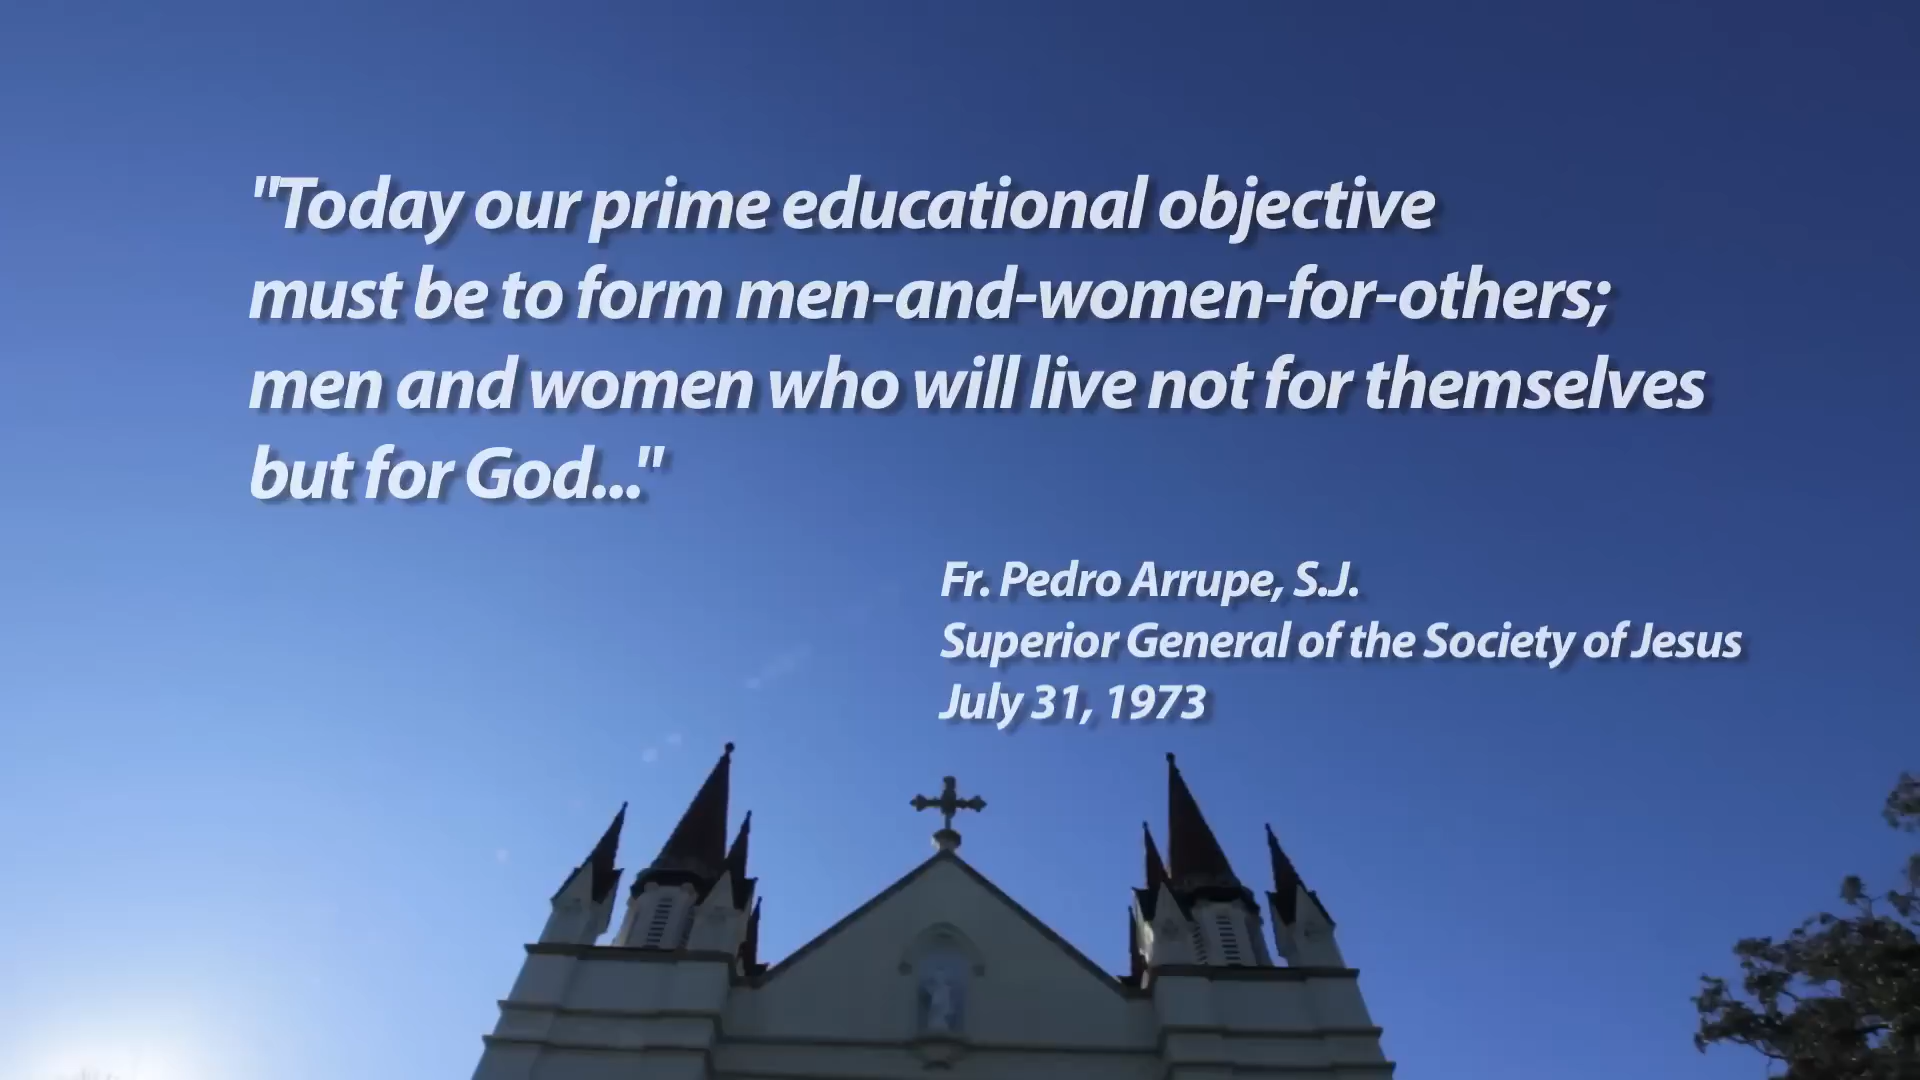 "Today our prime educational objective
must be to form men-and-women-for-others;
men and women who will live not for themselves
but for God..."
Fr. Pedro Arrupe, S.J.
Superior General of the Society of Jesus
July 31, 1973